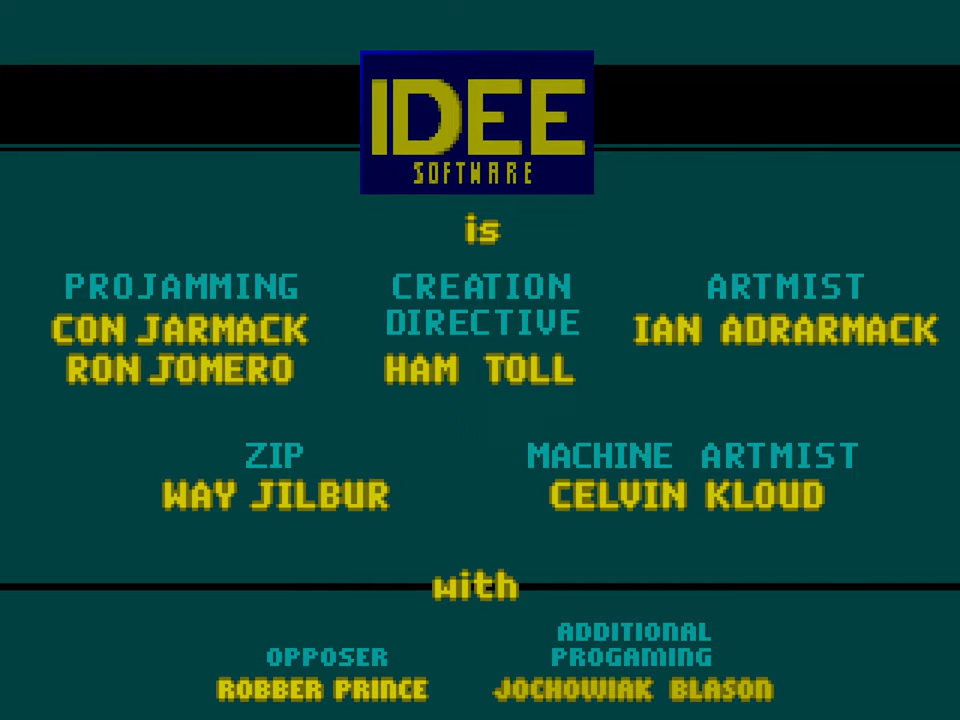 IDEE
SOFTWARE
is
PROJAMMING
CON JARMACK
RON JOMERO
CREATION
DIRECTIVE
HAM TOLL
ARTMIST
IAN ADRARMACK
ZIP
WAY JILBUR
MACHINE ARTMIST
CELVIN KLOUD
with
OPPOSER
ROBBER PRINCE
ADDITIONAL
PROGAMING
JOCHOWIAK BLASON